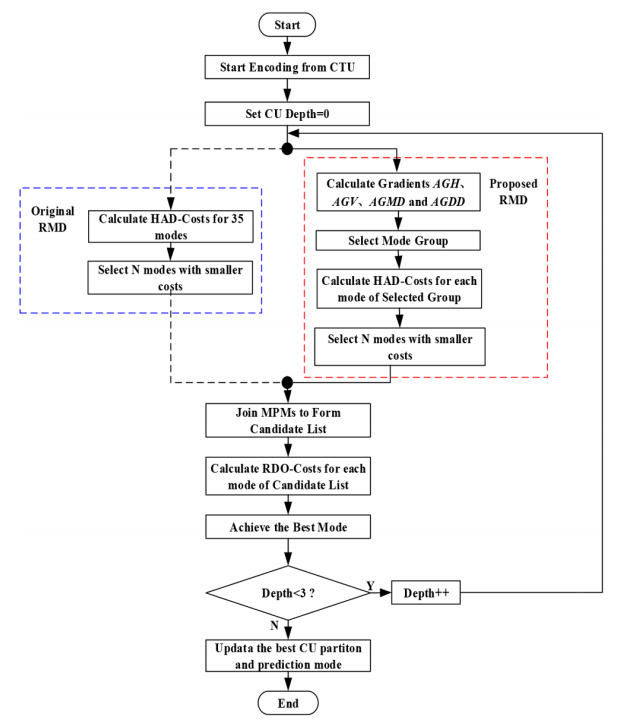 Start
Start Encoding from CTU
Set CU Depth=0
Original
RMD
Calculate HAD-Costs for 35
modes
Select N modes with smaller
costs
Proposed
RMD
Calculate Gradients AGH、
AGV、AGMD and AGDD
Select Mode Group
Calculate HAD-Costs for each
mode of Selected Group
Select N modes with smaller
costs
Join MPMs to Form
Candidate List
Calculate RDO-Costs for each
mode of Candidate List
Achieve the Best Mode
Depth<3 ?
Y
Depth++
N
Updata the best CU partiton
and prediction mode
End